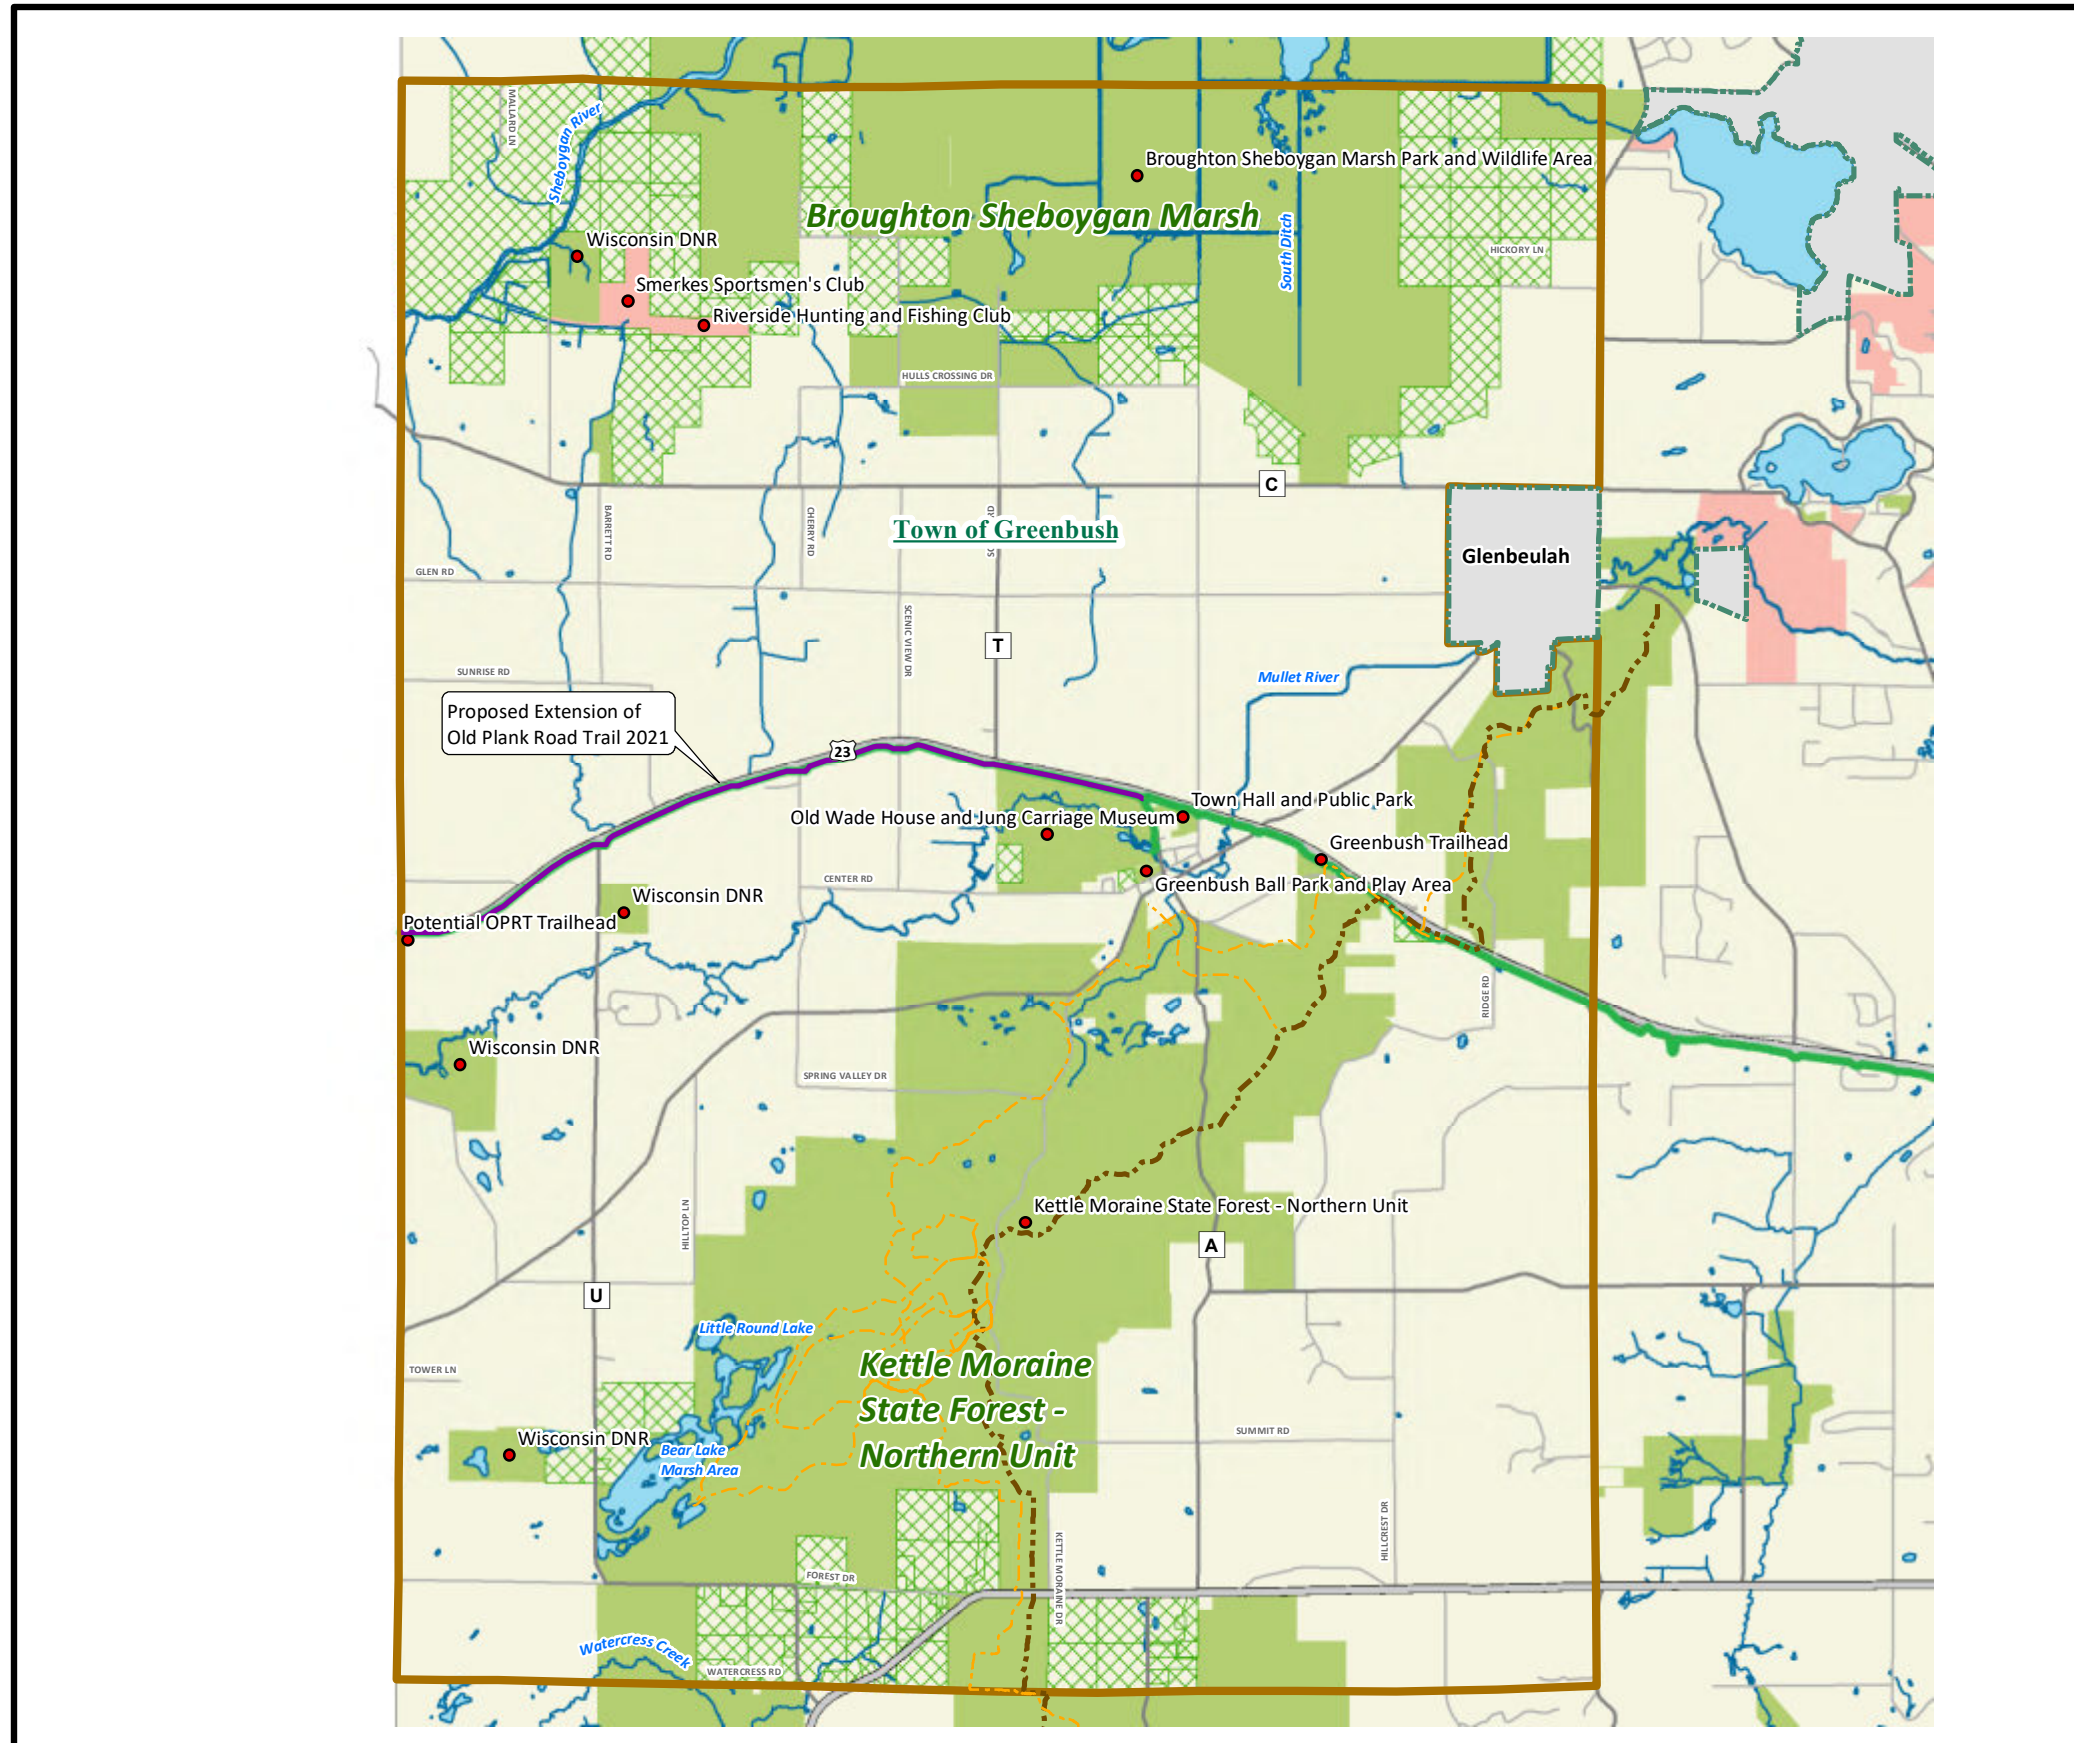 MALLARD LN
Sheboygan River
Broughton Sheboygan Marsh Park and Wildlife Area
Broughton Sheboygan Marsh
Wisconsin DNR
South Ditch
HICKORY LN
Smerkes Sportsmen's Club
Riverside Hunting and Fishing Club
HULLS CROSSING DR
C
BARRETT RD
CHERRY RD
Town of Greenbush
Glenbeulah
GLEN RD
SCENIC VIEW DR
T
SUNRISE RD
Mullet River
Proposed Extension of
Old Plank Road Trail 2021
23
Town Hall and Public Park
Old Wade House and Jung Carriage Museum
Greenbush Trailhead
CENTER RD
Greenbush Ball Park and Play Area
Wisconsin DNR
Potential OPRT Trailhead
RIDGE RD
Wisconsin DNR
SPRING VALLEY DR
Kettle Moraine State Forest - Northern Unit
HILLTOP LN
A
U
Little Round Lake
Kettle Moraine
State Forest -
Northern Unit
TOWER LN
SUMMIT RD
Wisconsin DNR
Bear Lake
Marsh Area
HILLCREST DR
KETTLE MORAINE DR
FOREST DR
Watercress Creek
WATERCRESS RD